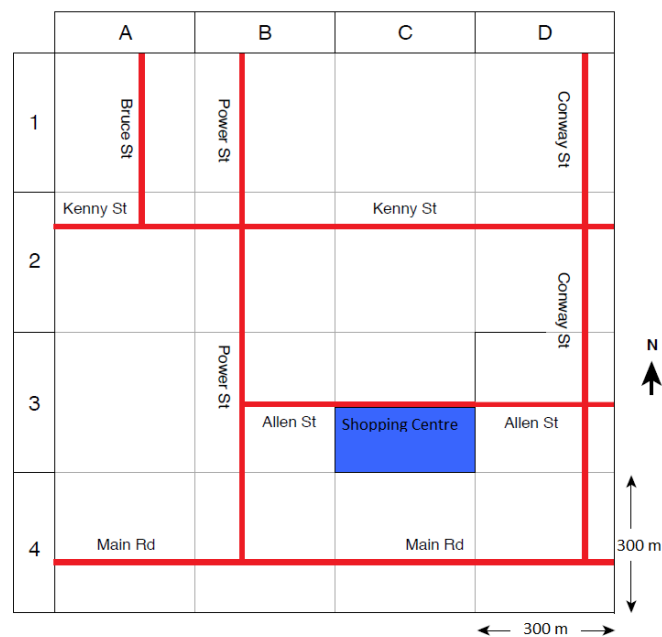 A B C D
1
Bruce St
Power St
Conway St
Kenny St Kenny St
2
Conway St
N
Power St
3
Allen St Shopping Centre Allen St
4
Main Rd Main Rd
300 m
300 m